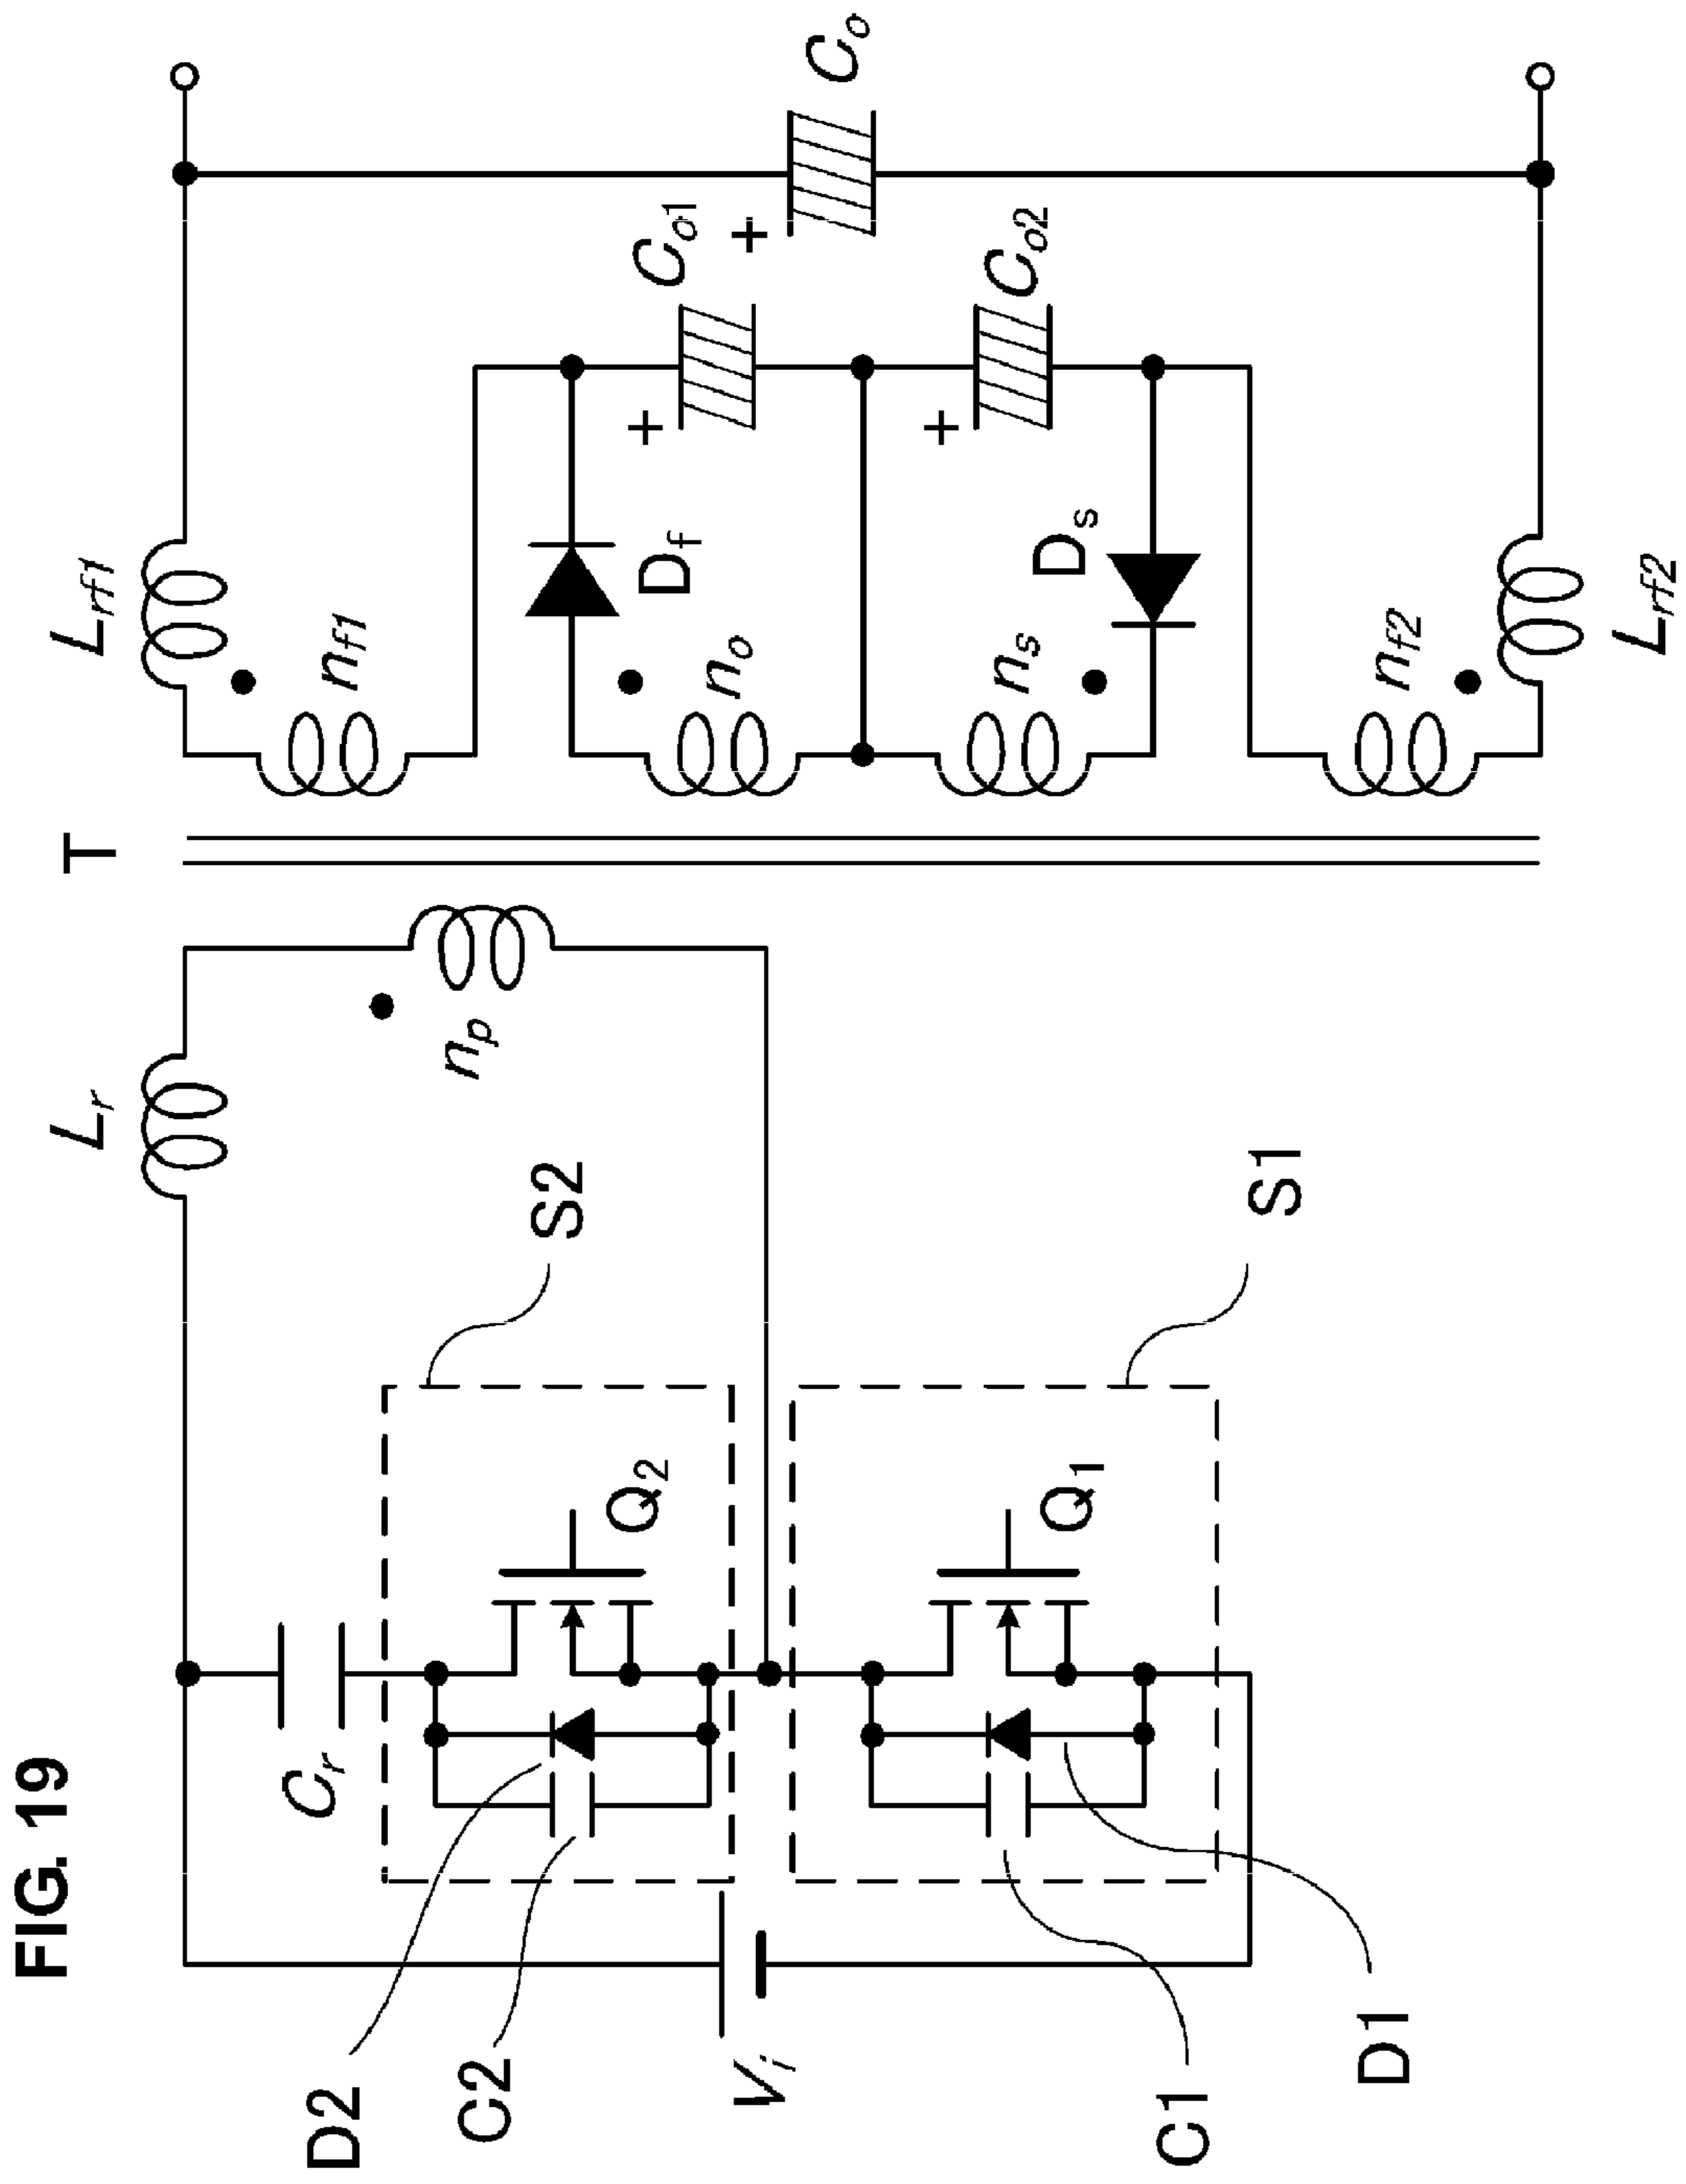 FIG. 19
T
Lr
Lrf1
np
nf1
Cr
S2
Df
Co1
D2
Q2
no
+
+
Co
C2
Vi
ns
Co2
+
Q1
Ds
C1
S1
nf2
D1
Lrf2